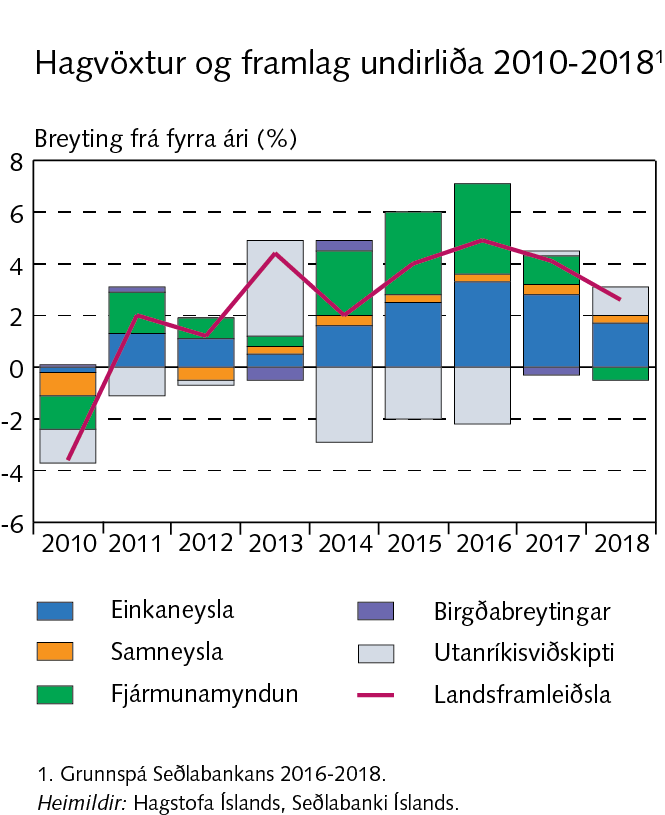 Hagvöxtur og framlag undirliða 2010-2018¹
Breyting frá fyrra ári (%)
8
6
4
2
0
-2
-4
-6
2010 2011 2012 2013 2014 2015 2016 2017 2018
Einkaneysla
Samneysla
Fjármunamyndun
Birgðabreytingar
Utanríkisviðskipti
Landsframleiðsla
1. Grunnspá Seðlabankans 2016-2018.
Heimildir: Hagstofa Íslands, Seðlabanki Íslands.